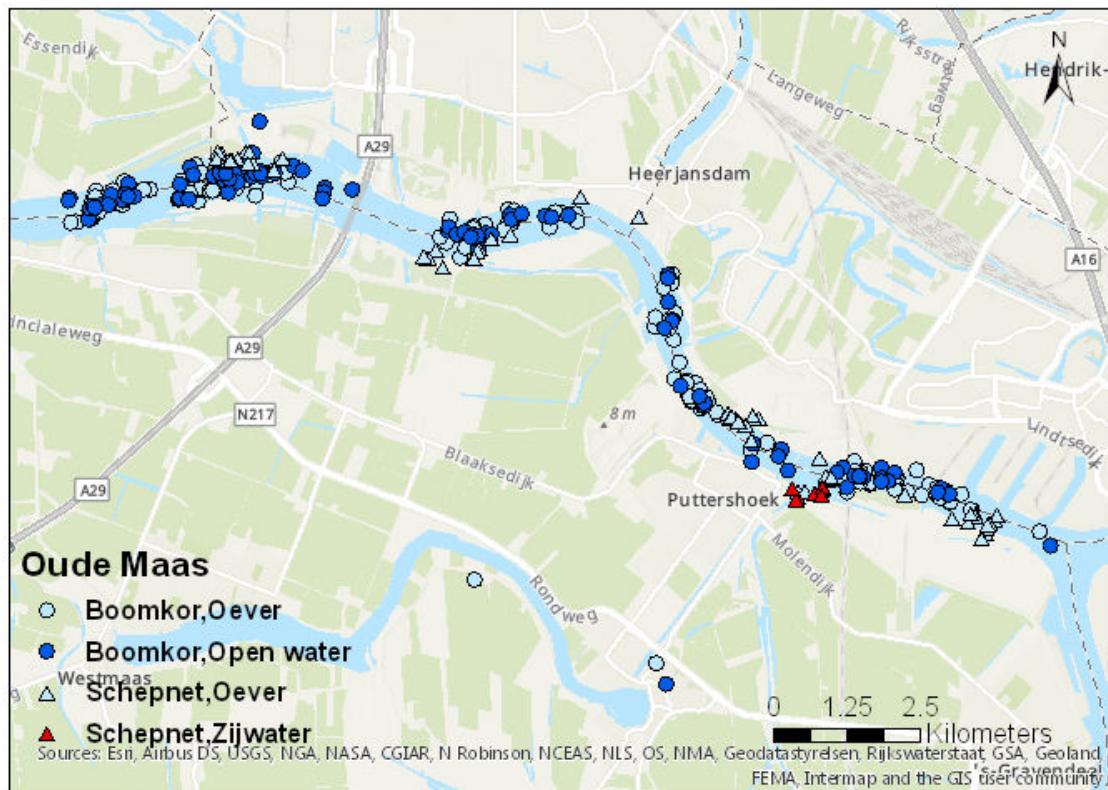 Essendijk
Rijksstraatweg
N
Hendrik-
Langeweg
A29
Heerjansdam
A16
incialeweg
A29
N217
8 m
Lindtsedijk
Blaaksedijk
A29
Puttershoek
Molendijk
Oude Maas
Boomkor,Oever
Rondweg
Boomkor,Open water
Westmaas
Schepnet,Oever
0 1.25 2.5
Schepnet,Zijwater
Kilometers
Sources: Esri, Airbus DS, USGS, NGA, NASA, CGIAR, N Robinson, NCEAS, NLS, OS, NMA, Geodatastyrelsen, Rijkswaterstaat, GSA, Geoland,
's-Gravendeel
FEMA, Intermap and the GIS user community